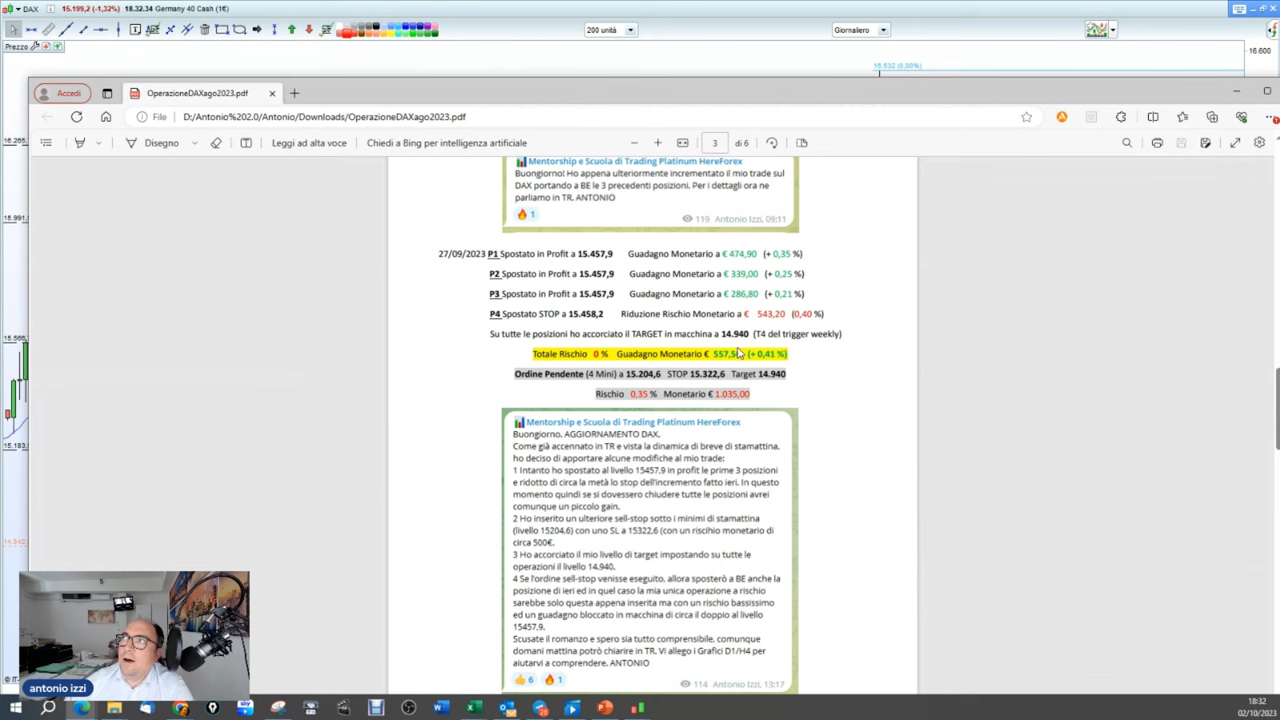 DAX
15.199,2 (-1,32%) 18.32.34 Germany 40 Cash (1€)
200 unità
Giornaliero
Prezzo
16.600
16.532 (0,00%)
Accedi
OperazioneDAXago2023.pdf
File
D:/Antonio%202.0/Antonio/Downloads/OperazioneDAXago2023.pdf
Disegno
Leggi ad alta voce
Chiedi a Bing per intelligenza artificiale
3
di 6
Mentorship e Scuola di Trading Platinum HereForex
Buongiorno! Ho appena ulteriormente incrementato il mio trade sul
DAX portando a BE le 3 precedenti posizioni. Per i dettagli ora ne
parliamo in TR. ANTONIO
1
119 Antonio Izzi, 09:11
27/09/2023 P1 Spostato in Profit a 15.457,9 Guadagno Monetario a € 474,90 (+ 0,35 %)
P2 Spostato in Profit a 15.457,9 Guadagno Monetario a € 339,00 (+ 0,25 %)
P3 Spostato in Profit a 15.457,9 Guadagno Monetario a € 286,80 (+ 0,21 %)
P4 Spostato STOP a 15.458,2 Riduzione Rischio Monetario a € 543,20 (0,40 %)
Su tutte le posizioni ho accorciato il TARGET in macchina a 14.940 (T4 del trigger weekly)
Totale Rischio 0 % Guadagno Monetario € (+ 0,41 %)
Ordine Pendente (4 Mini) a 15.204,6 STOP 15.322,6 Target 14.940
Rischio 0,35 % Monetario € 1.035,00
Mentorship e Scuola di Trading Platinum HereForex
Buongiorno, AGGIORNAMENTO DAX.
Come già accennato in TR e vista la dinamica di breve di stamattina,
ho deciso di apportare alcune modifiche al mio trade:
1 Intanto ho spostato al livello 15457,9 in profit le prime 3 posizioni
e ridotto di circa la metà lo stop dell'incremento fatto ieri. In questo
momento quindi se si dovessero chiudere tutte le posizioni avrei
comunque un piccolo gain.
2 Ho inserito un ulteriore sell-stop sotto i minimi di stamattina
(livello 15204,6) con uno SL a 15322,6 (con un riscihio monetario di
circa 500€.
3 Ho accorciato il mio livello di target impostando su tutte le
operazioni il livello 14.940.
4 Se l'ordine sell-stop venisse eseguito, allora sposterò a BE anche la
posizione di ieri ed in quel caso la mia unica operazione a rischio
sarebbe solo questa appena inserita ma con un rischio bassissimo
ed un guadagno bloccato in macchina di circa il doppio al livello
15457,9.
Scusate il romanzo e spero sia tutto comprensibile, comunque
domani mattina potrò chiarire in TR. Vi allego i Grafici D1/H4 per
aiutarvi a comprendere. ANTONIO
6
1
114 Antonio Izzi, 13:17
antonio izzi
18:32
02/10/2023